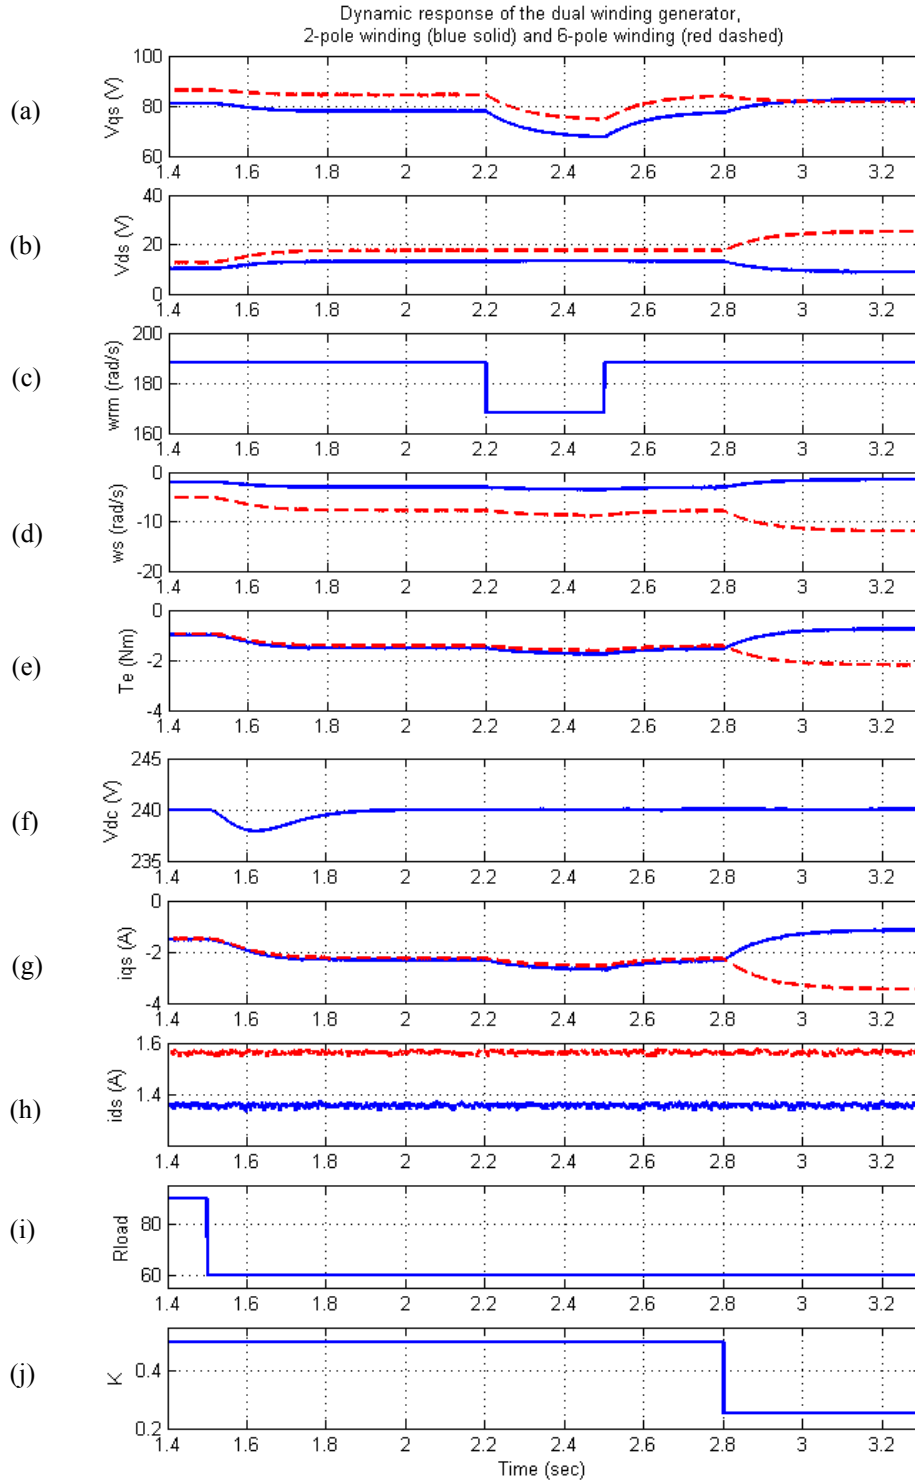 Dynamic response of the dual winding generator,
2-pole winding (blue solid) and 6-pole winding (red dashed)
(a)
Vqs (V)
100
80
60
1.4 1.6 1.8 2 2.2 2.4 2.6 2.8 3 3.2
(b)
Vds (V)
40
20
0
1.4 1.6 1.8 2 2.2 2.4 2.6 2.8 3 3.2
(c)
wrm (rad/s)
200
180
160
1.4 1.6 1.8 2 2.2 2.4 2.6 2.8 3 3.2
(d)
ws (rad/s)
0
-10
-20
1.4 1.6 1.8 2 2.2 2.4 2.6 2.8 3 3.2
(e)
Te (Nm)
0
-2
-4
1.4 1.6 1.8 2 2.2 2.4 2.6 2.8 3 3.2
(f)
Vdc (V)
245
240
235
1.4 1.6 1.8 2 2.2 2.4 2.6 2.8 3 3.2
(g)
iqs (A)
0
-2
-4
1.4 1.6 1.8 2 2.2 2.4 2.6 2.8 3 3.2
(h)
ids (A)
1.6
1.4
1.4 1.6 1.8 2 2.2 2.4 2.6 2.8 3 3.2
(i)
Rload
80
60
1.4 1.6 1.8 2 2.2 2.4 2.6 2.8 3 3.2
(j)
K
0.4
0.2
1.4 1.6 1.8 2 2.2 2.4 2.6 2.8 3 3.2
Time (sec)